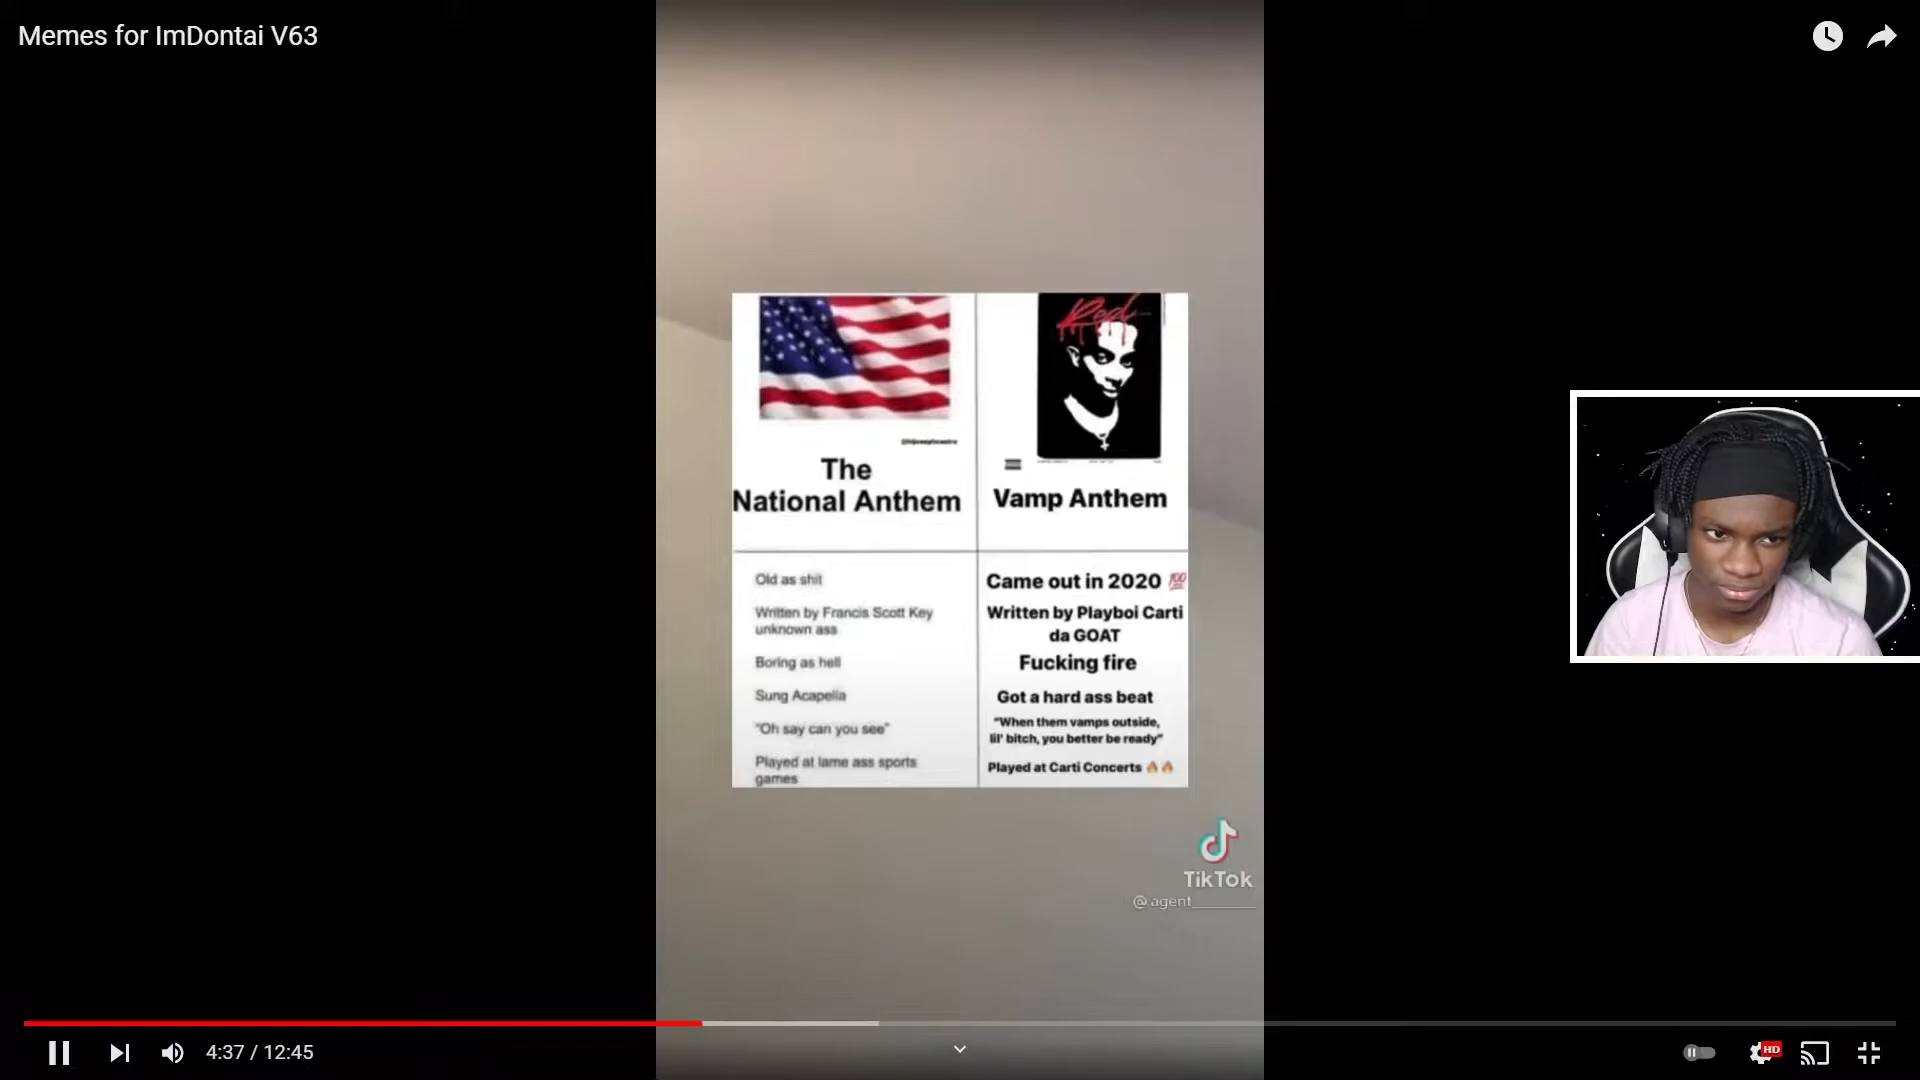 Memes for ImDontai V63
Red
The
National Anthem
Vamp Anthem
Old as shit
Written by Francis Scott Key
unknown ass
Boring as hell
Sung Acapella
"Oh say can you see"
Played at lame ass sports
games
Came out in 2020 💯
Written by Playboi Carti
da GOAT
Fucking fire
Got a hard ass beat
"When them vamps outside,
lil' bitch, you better be ready"
Played at Carti Concerts 🔥🔥
TikTok
@agent________
4:37 / 12:45
HD